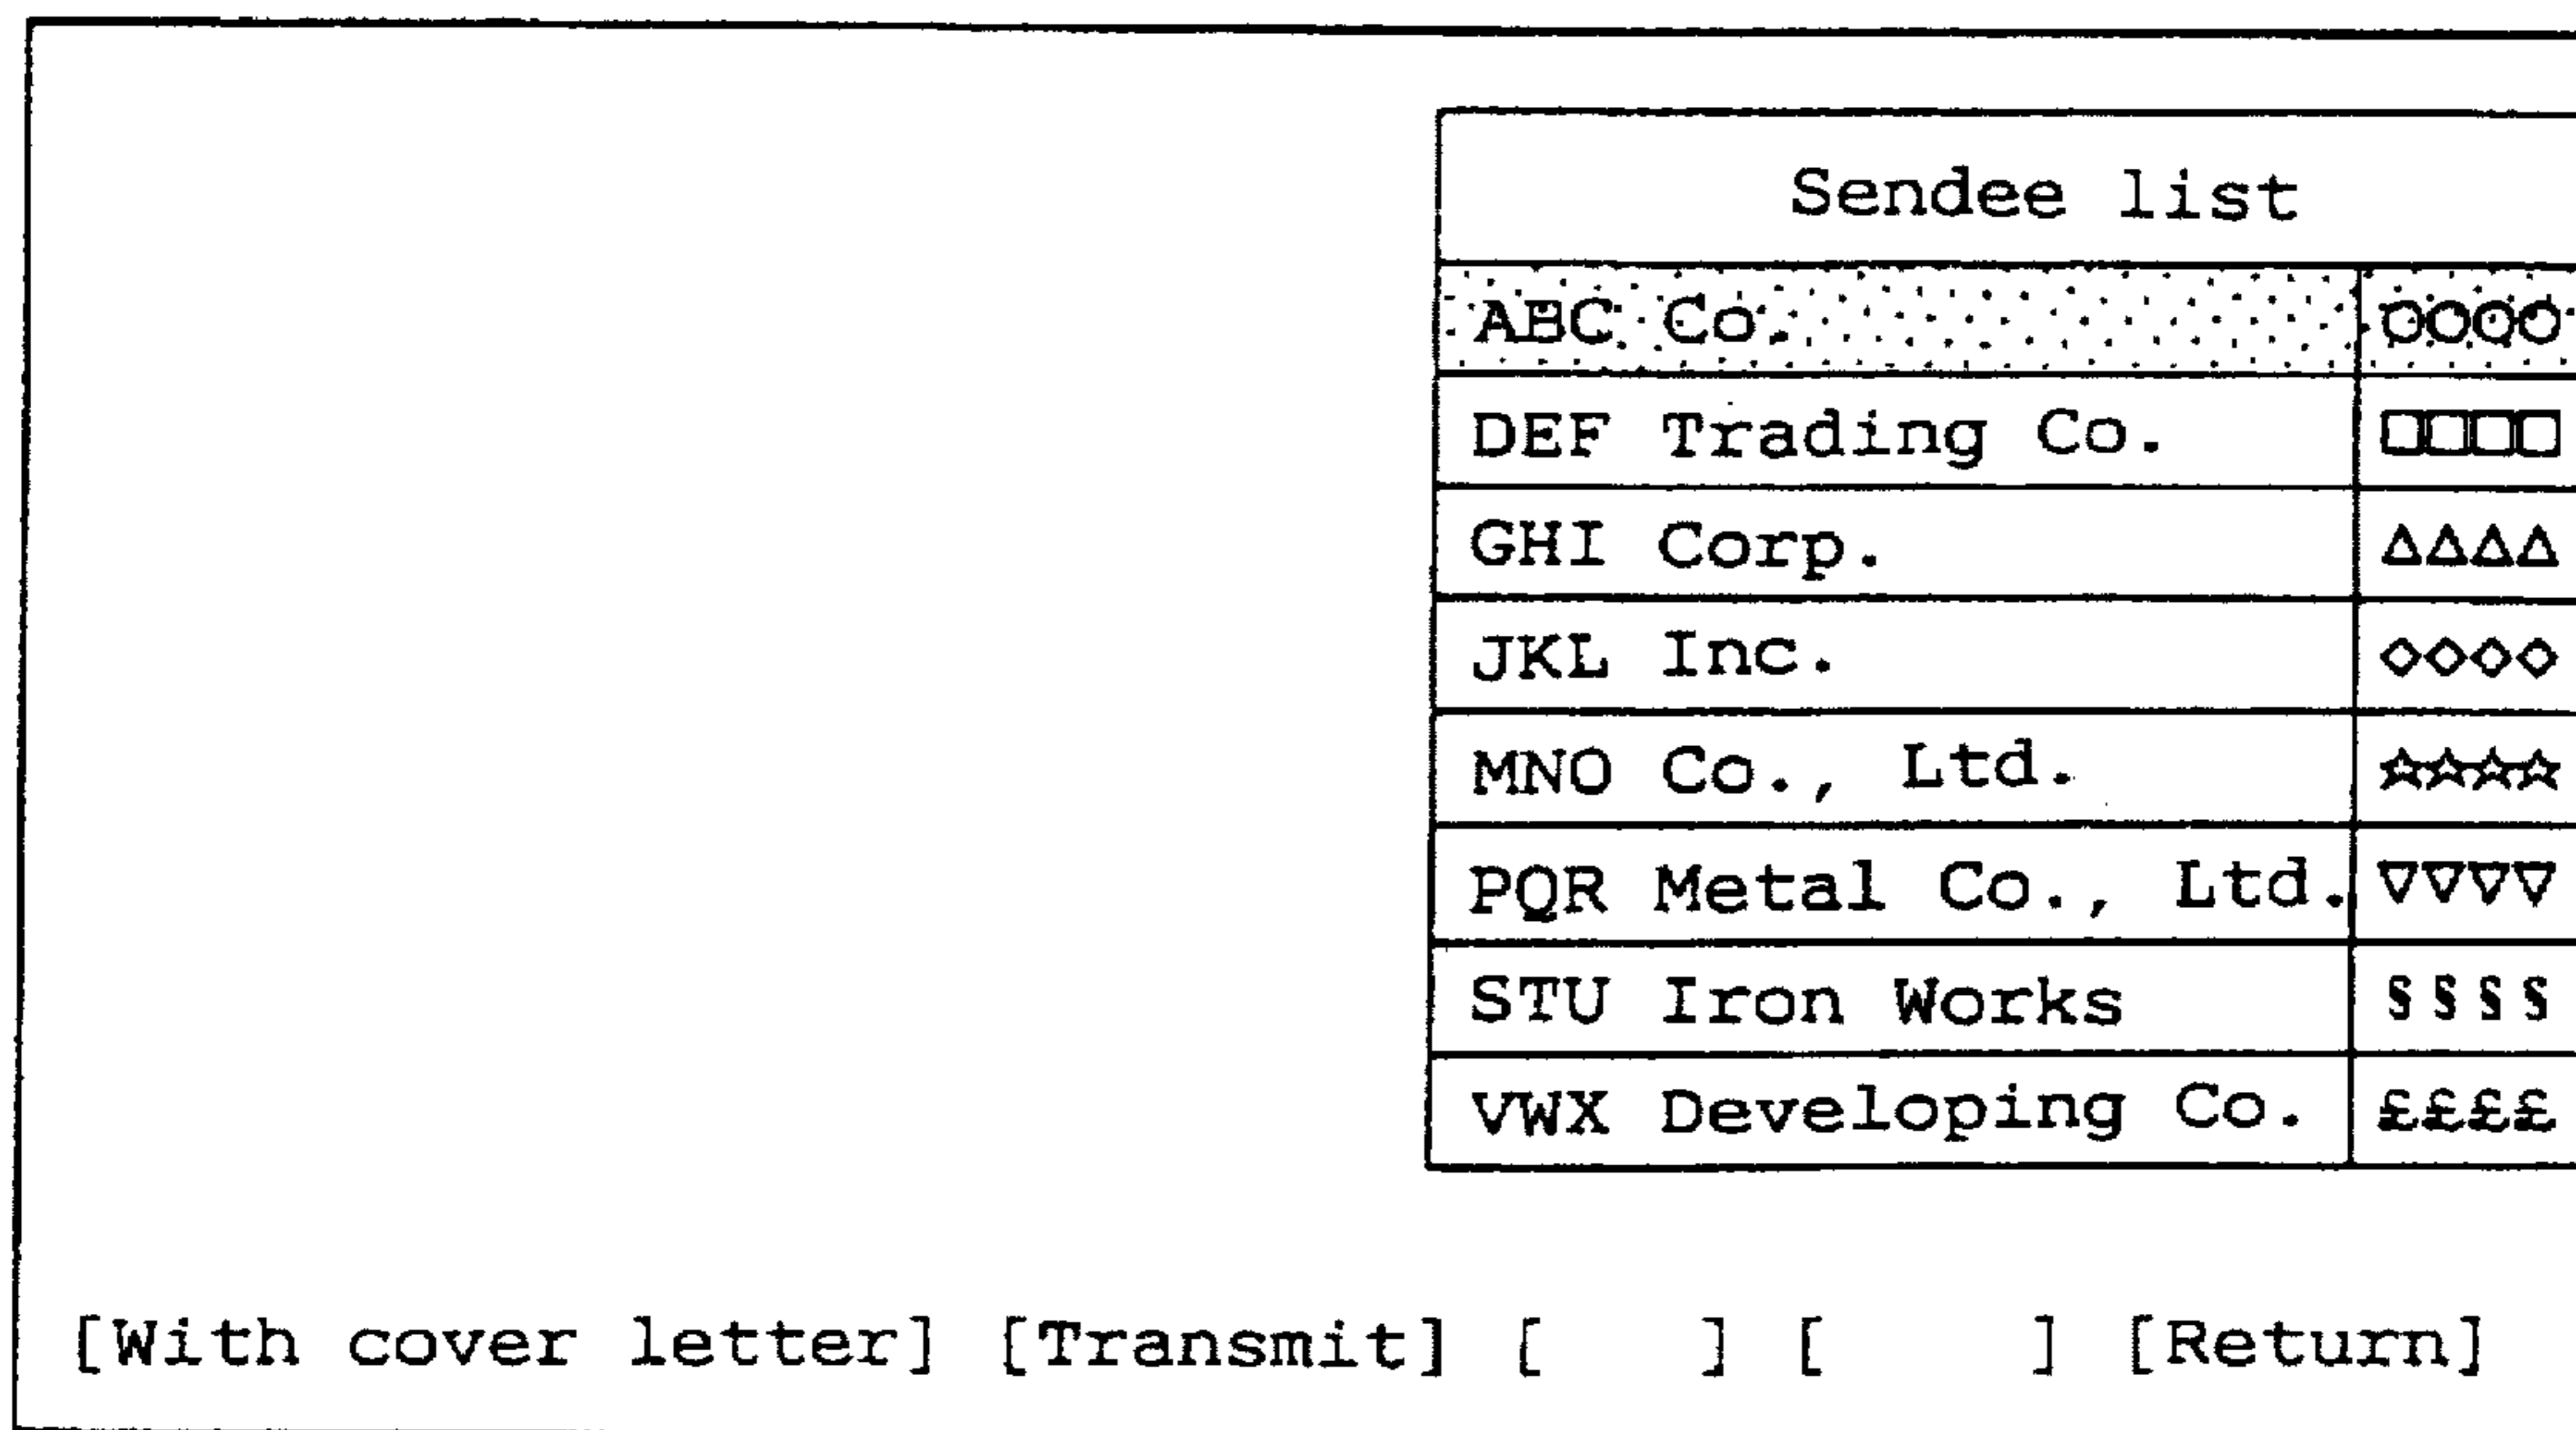 Sendee list
ABC Co. ○○○○
DEF Trading Co. □□□□
GHI Corp. △△△△
JKL Inc. ◇◇◇◇
MNO Co., Ltd. ☆☆☆☆
PQR Metal Co., Ltd. ▽▽▽▽
STU Iron Works §§§§
VWX Developing Co. ££££
[With cover letter] [Transmit] [ ] [ ] [Return]